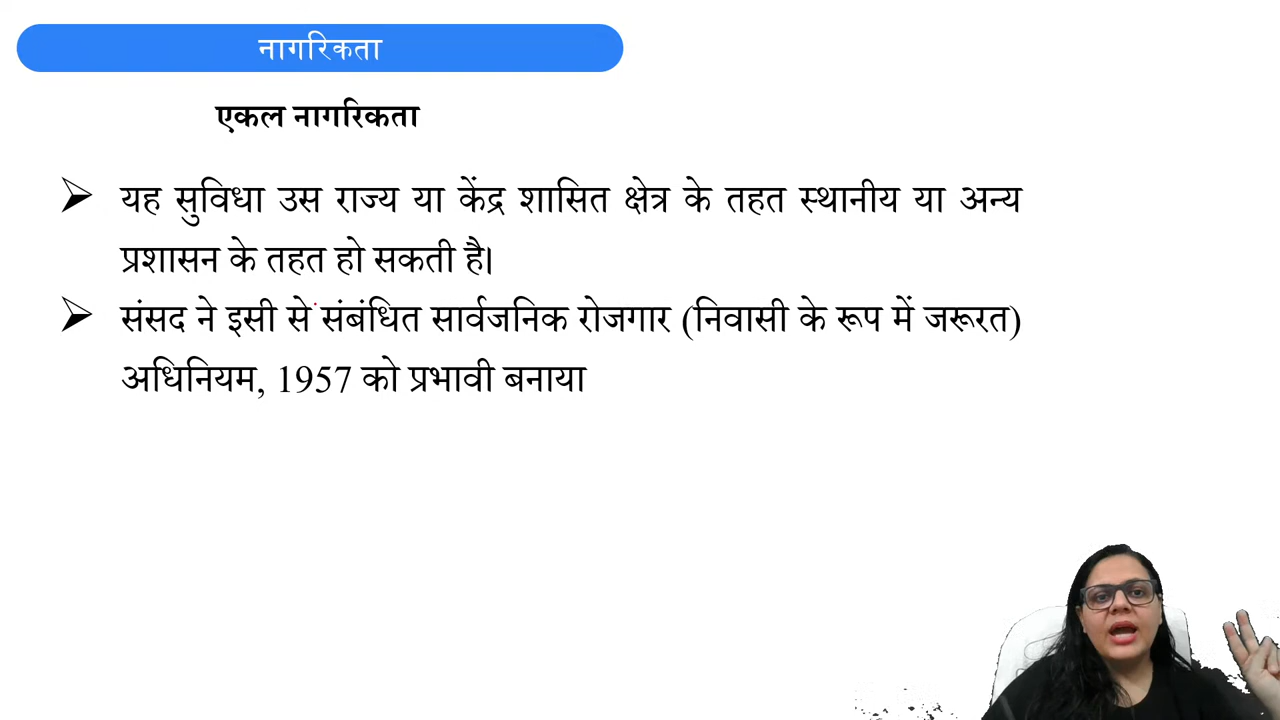 नागरिकता
एकल नागरिकता
यह सुविधा उस राज्य या केंद्र शासित क्षेत्र के तहत स्थानीय या अन्य
प्रशासन के तहत हो सकती है।
संसद ने इसी से संबंधित सार्वजनिक रोजगार (निवासी के रूप में जरूरत)
अधिनियम, 1957 को प्रभावी बनाया